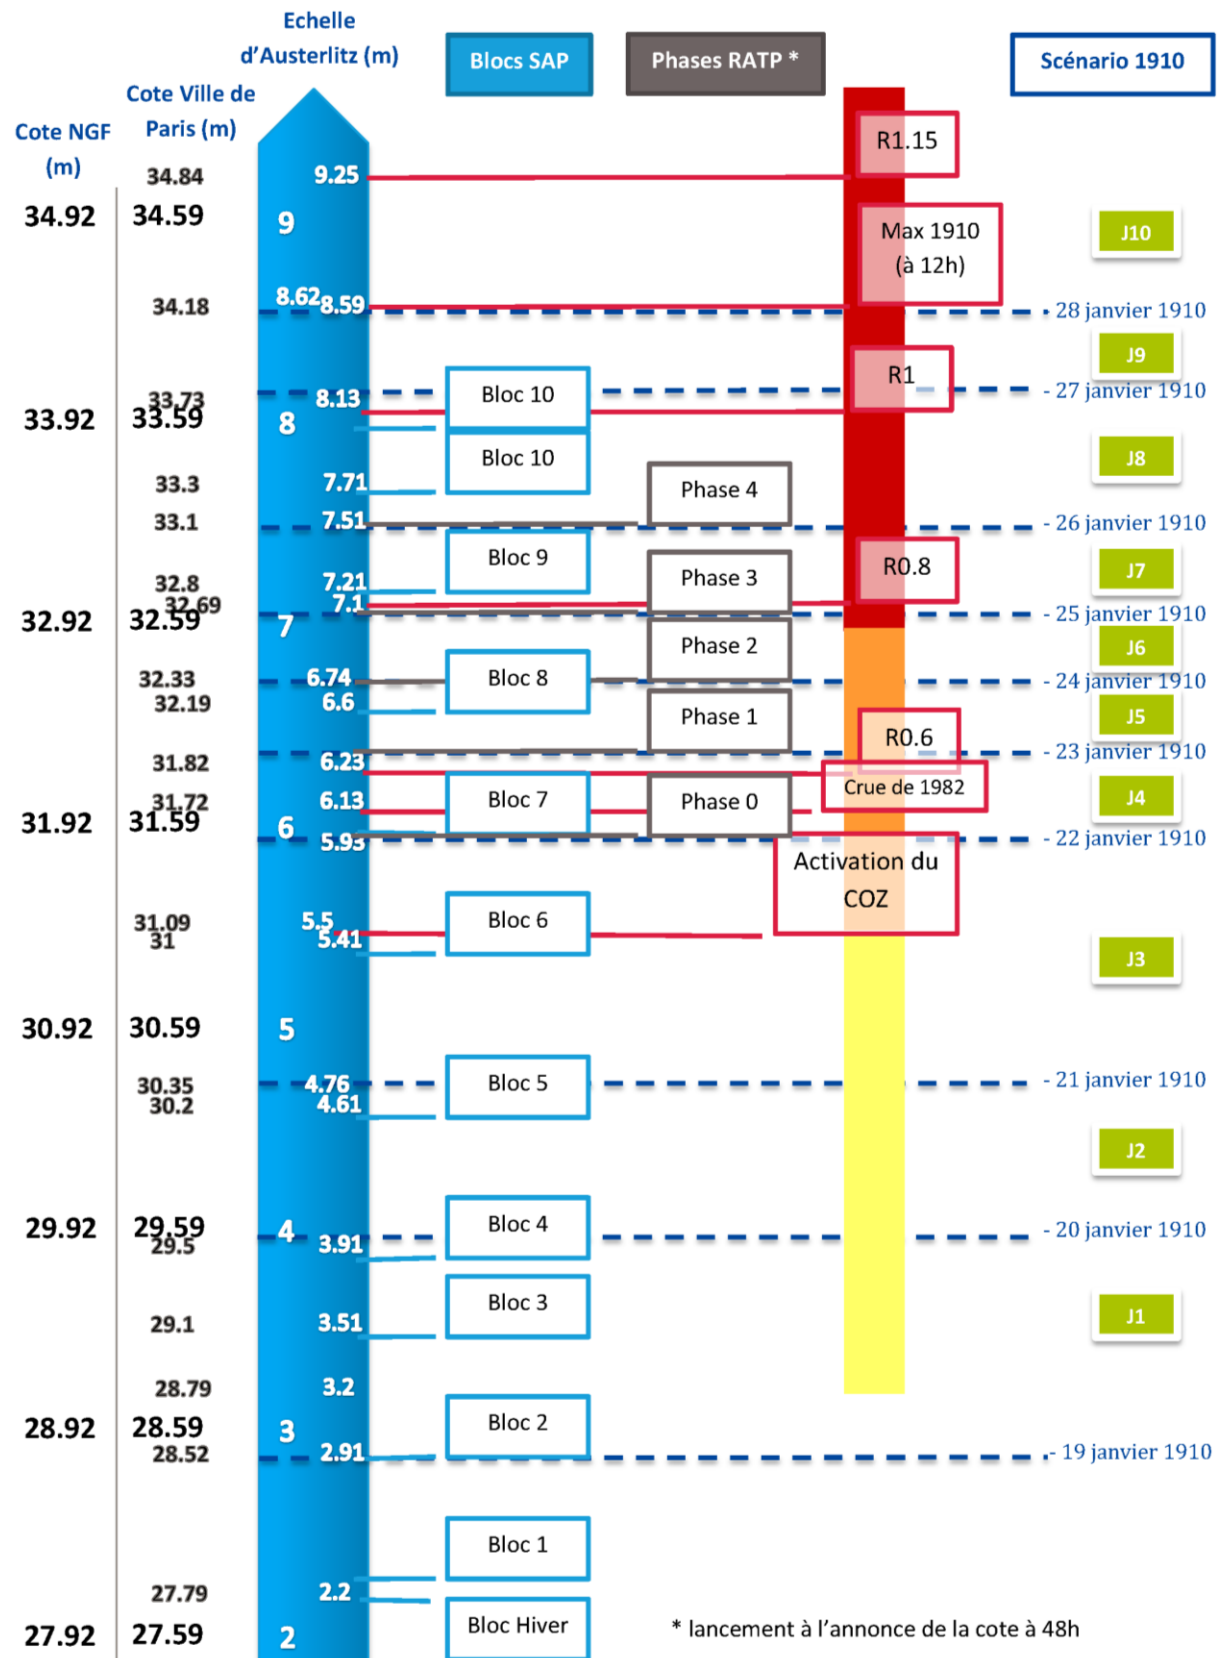 Echelle
d'Austerlitz (m)
Blocs SAP
Phases RATP *
Scénario 1910
Cote Ville de
Paris (m)
Cote NGF
(m)
34.84
9.25
R1.15
34.92
34.59
9
Max 1910
(à 12h)
J10
34.18
8.62
8.59
- 28 janvier 1910
J9
R1
33.73
8.13
Bloc 10
- 27 janvier 1910
33.92
33.59
8
Bloc 10
J8
33.3
7.71
Phase 4
33.1
7.51
- 26 janvier 1910
Bloc 9
R0.8
J7
32.8
7.21
Phase 3
32.69
7.1
- 25 janvier 1910
32.92
32.59
7
Phase 2
J6
32.33
6.74
Bloc 8
- 24 janvier 1910
32.19
6.6
Phase 1
J5
R0.6
- 23 janvier 1910
31.82
6.23
Crue de 1982
31.72
6.13
Bloc 7
Phase 0
J4
31.92
31.59
6
5.93
- 22 janvier 1910
Activation du
COZ
31.09
5.5
Bloc 6
31
5.41
J3
30.92
30.59
5
30.35
4.76
Bloc 5
- 21 janvier 1910
30.2
4.61
J2
29.92
29.59
4
Bloc 4
- 20 janvier 1910
29.5
3.91
Bloc 3
J1
29.1
3.51
28.79
3.2
28.92
28.59
3
Bloc 2
28.52
2.91
- 19 janvier 1910
Bloc 1
27.79
2.2
27.92
27.59
2
Bloc Hiver
* lancement à l'annonce de la cote à 48h